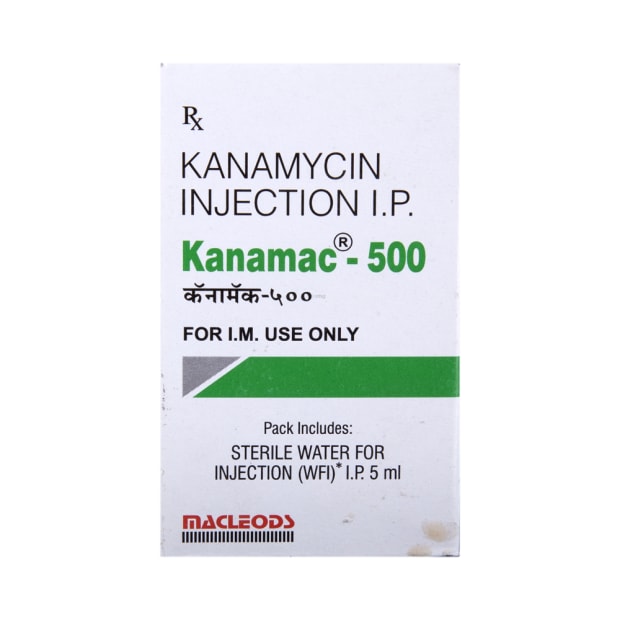 Rx
KANAMYCIN
INJECTION I.P.
Kanamac®- 500
कॅनामॅक-५००
FOR I.M. USE ONLY
Pack Includes:
STERILE WATER FOR
INJECTION (WFI)* I.P. 5 ml
MACLEODS